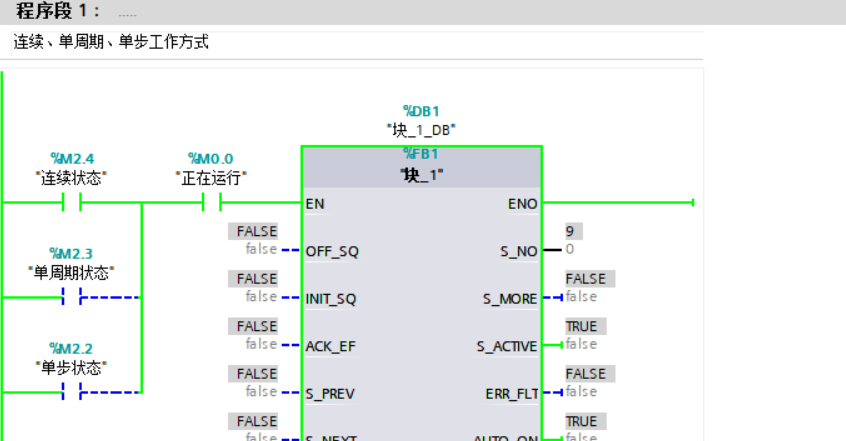 程序段 1： .....
连续、单周期、单步工作方式
%DB1
"块_1_DB"
%M2.4
"连续状态"
%M0.0
"正在运行"
%FB1
"块_1"
EN
ENO
FALSE
false
OFF_SQ
9
0
S_NO
%M2.3
"单周期状态"
FALSE
false
INIT_SQ
FALSE
false
S_MORE
%M2.2
"单步状态"
FALSE
false
ACK_EF
TRUE
false
S_ACTIVE
FALSE
false
S_PREV
FALSE
false
ERR_FLT
FALSE
false
S_NEXT
TRUE
false
AUTO_ON